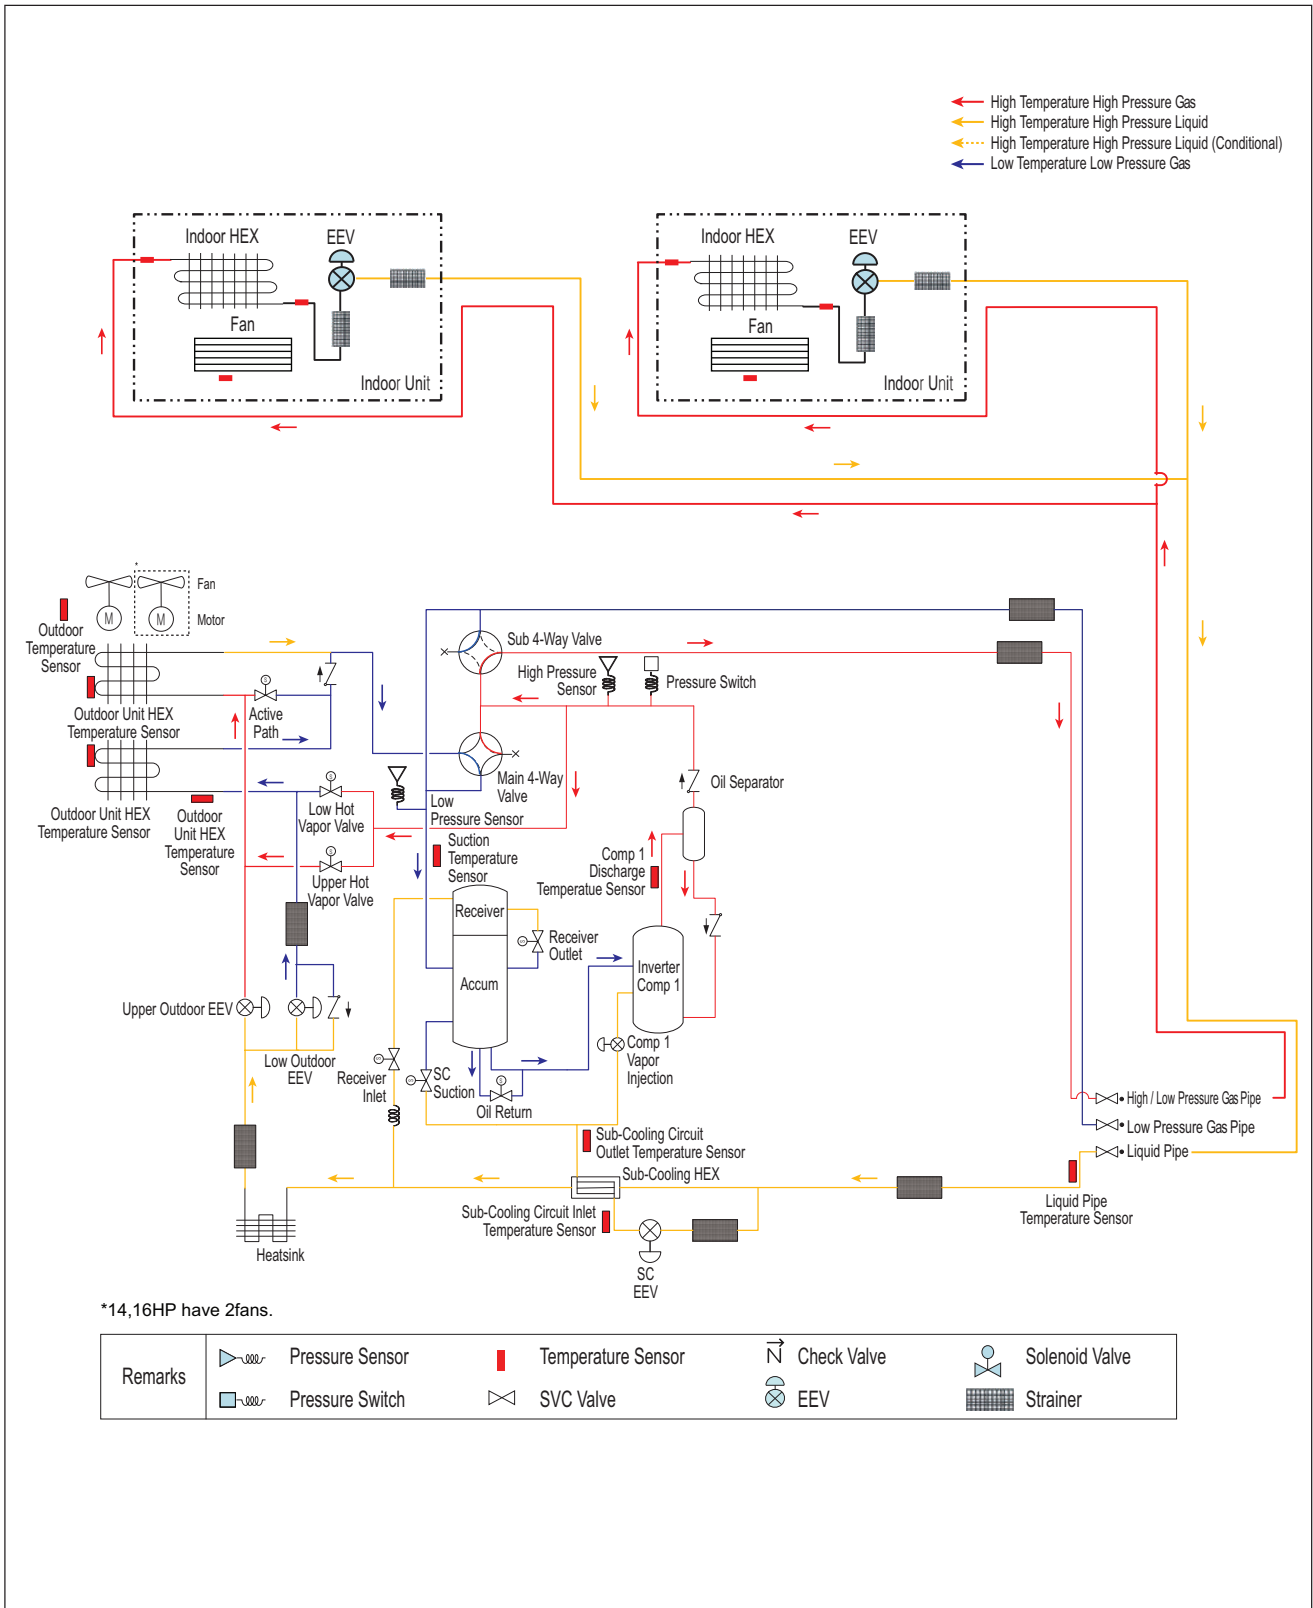 High Temperature High Pressure Gas
High Temperature High Pressure Liquid
High Temperature High Pressure Liquid (Conditional)
Low Temperature Low Pressure Gas
Indoor HEX
EEV
Fan
Indoor Unit
Indoor HEX
EEV
Fan
Indoor Unit
*
Fan
M
M
Motor
Outdoor
Temperature
Sensor
Sub 4-Way Valve
High Pressure
Sensor
Pressure Switch
S
Active
Path
Outdoor Unit HEX
Temperature Sensor
Main 4-Way
Valve
Oil Separator
S
Low Hot
Vapor Valve
Low
Pressure Sensor
Outdoor Unit HEX
Temperature Sensor
Outdoor
Unit HEX
Temperature
Sensor
S
Upper Hot
Vapor Valve
Suction
Temperature
Sensor
Comp 1
Discharge
Temperatue Sensor
Receiver
S
Receiver
Outlet
Accum
Inverter
Comp 1
Upper Outdoor EEV
Low Outdoor
EEV
S
Receiver
Inlet
S
SC
Suction
S
Oil Return
Comp 1
Vapor
Injection
High / Low Pressure Gas Pipe
Low Pressure Gas Pipe
Liquid Pipe
Sub-Cooling Circuit
Outlet Temperature Sensor
Sub-Cooling HEX
Sub-Cooling Circuit Inlet
Temperature Sensor
Liquid Pipe
Temperature Sensor
Heatsink
SC
EEV
*14,16HP have 2fans.
Remarks
Pressure Sensor
Temperature Sensor
Check Valve
Solenoid Valve
Pressure Switch
SVC Valve
EEV
Strainer